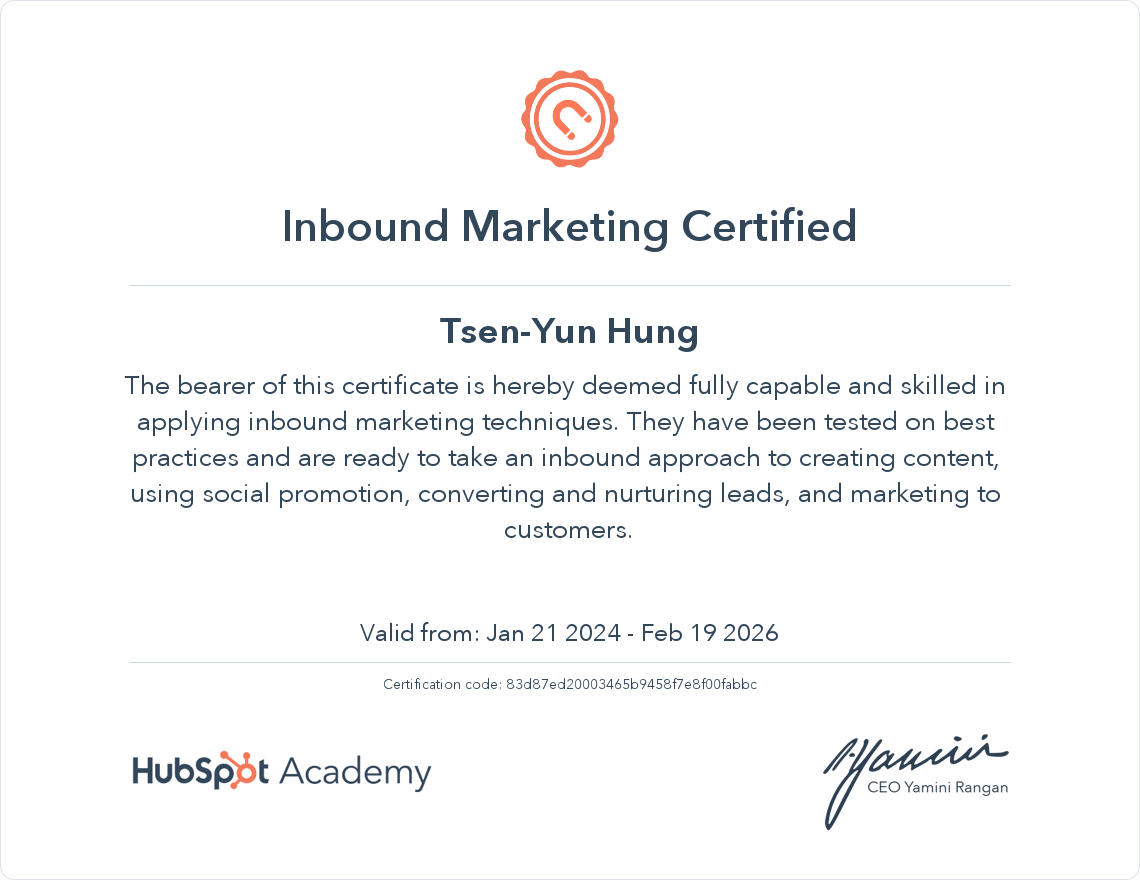 Inbound Marketing Certified
Tsen-Yun Hung
The bearer of this certificate is hereby deemed fully capable and skilled in
applying inbound marketing techniques. They have been tested on best
practices and are ready to take an inbound approach to creating content,
using social promotion, converting and nurturing leads, and marketing to
customers.
Valid from: Jan 21 2024 - Feb 19 2026
Certification code: 83d87ed20003465b9458f7e8f00fabbc
HubSpot Academy
CEO Yamini Rangan